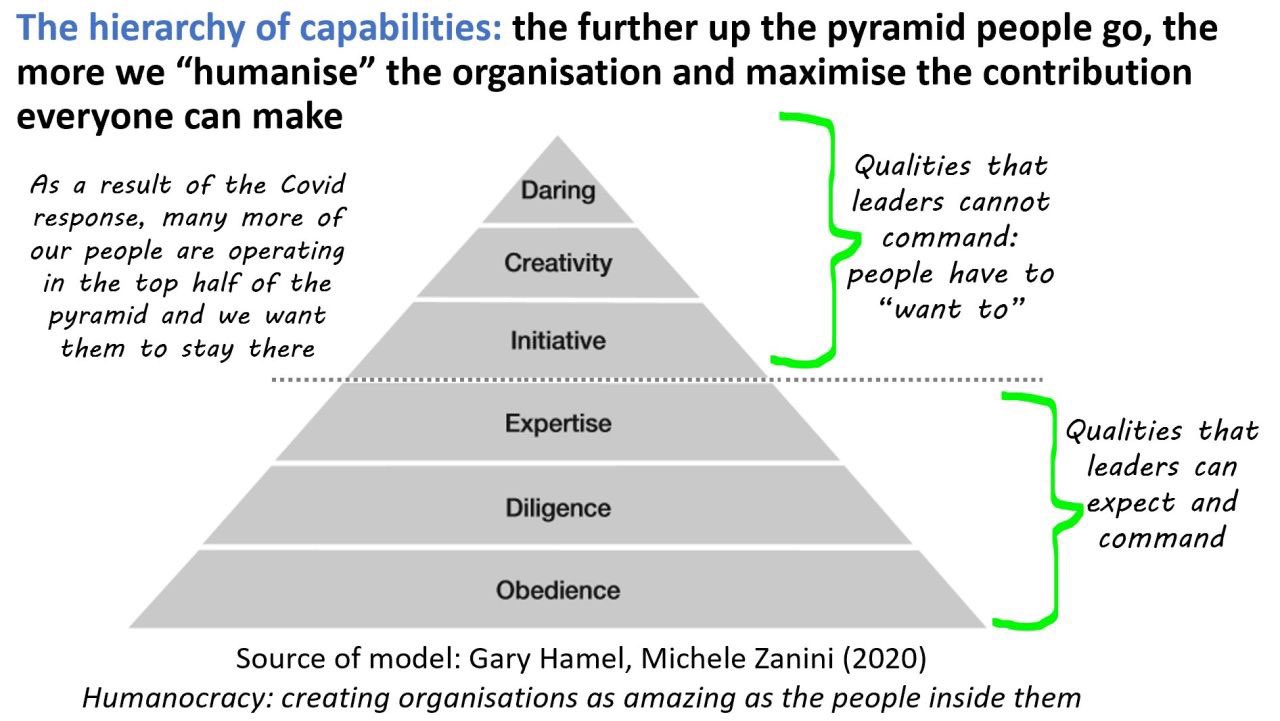 The hierarchy of capabilities: the further up the pyramid people go, the
more we “humanise” the organisation and maximise the contribution
everyone can make
As a result of the Covid
response, many more of
our people are operating
in the top half of the
pyramid and we want
them to stay there
Daring
Creativity
Initiative
Expertise
Diligence
Obedience
Qualities that
leaders cannot
command:
people have to
“want to”
Qualities that
leaders can
expect and
command
Source of model: Gary Hamel, Michele Zanini (2020)
Humanocracy: creating organisations as amazing as the people inside them